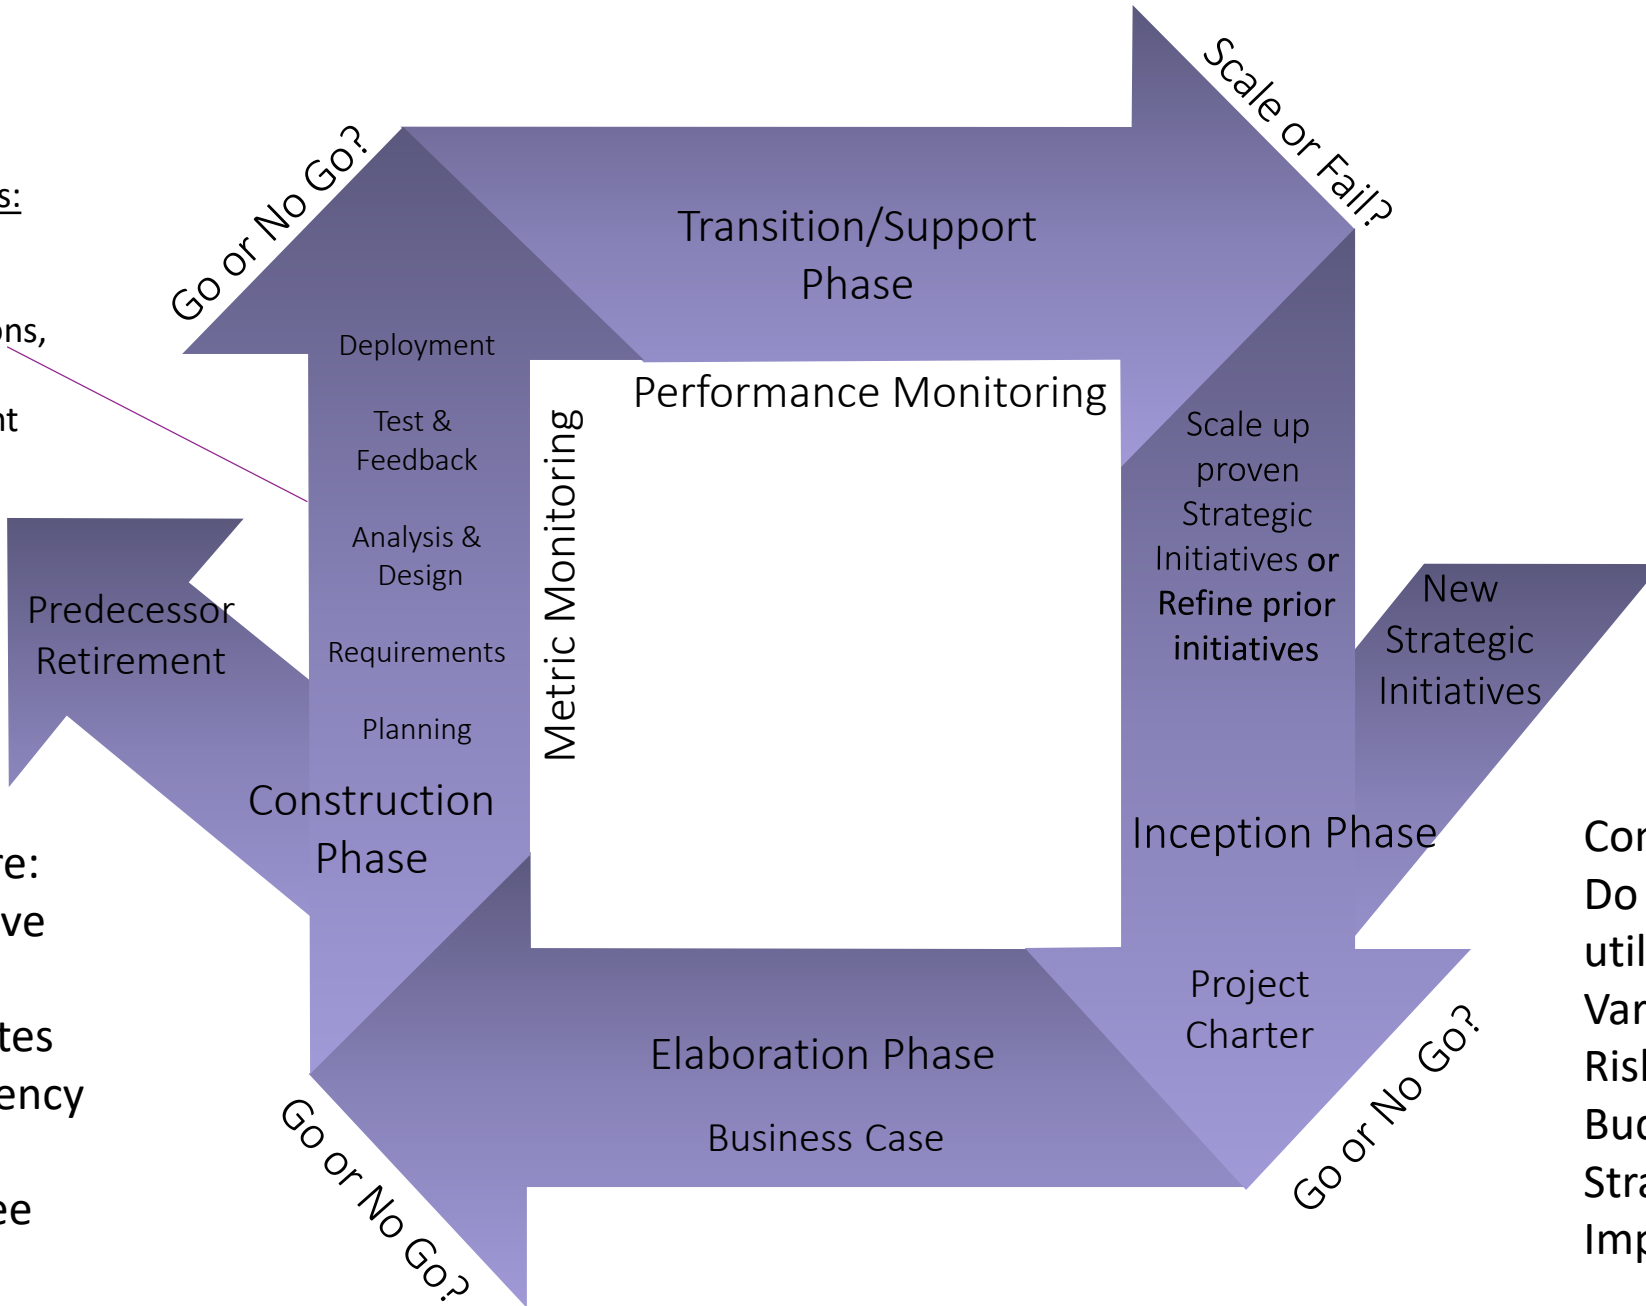 Scale or Fail?
Go or No Go?
Transition/Support
Phase
Deployment
Test &
Feedback
Analysis &
Design
Requirements
Planning
Construction
Phase
Metric Monitoring
Performance Monitoring
Scale up
proven
Strategic
Initiatives or
Refine prior
initiatives
New
Strategic
Initiatives
Inception Phase
Project
Charter
Go or No Go?
Elaboration Phase
Business Case
Go or No Go?
Predecessor
Retirement
Do